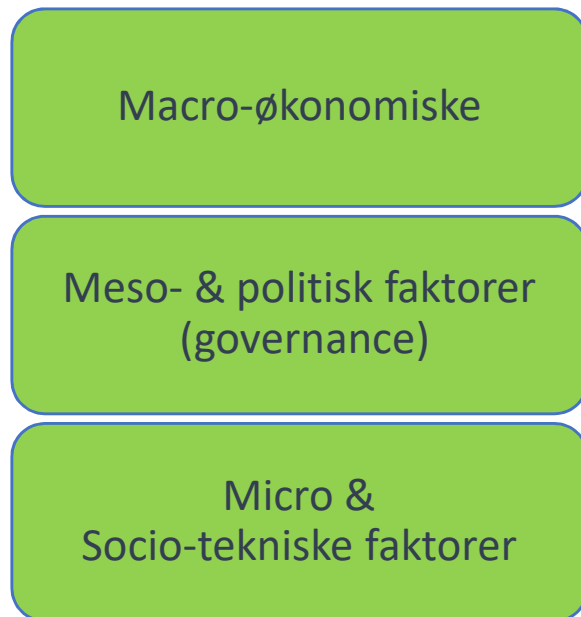 Macro-økonomiske
Meso- & politisk faktorer
(governance)
Micro &
Socio-tekniske faktorer